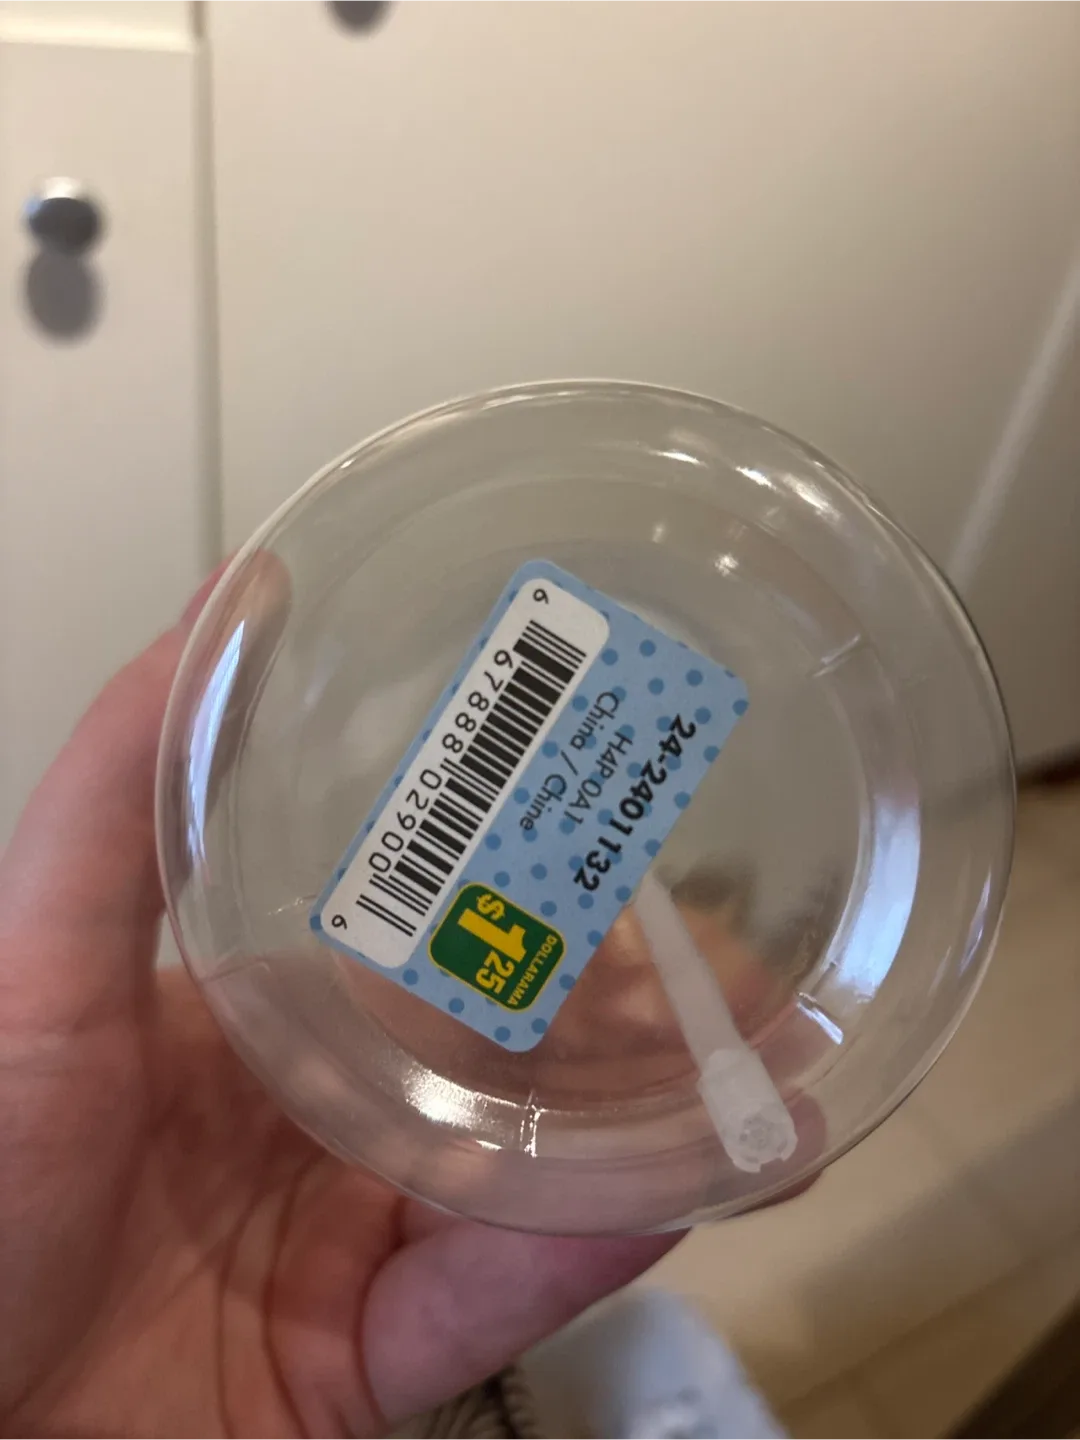 24-2401132
H4P 0A1
China / Chine
6 67888 02900 6
DOLLARAMA
$1.25